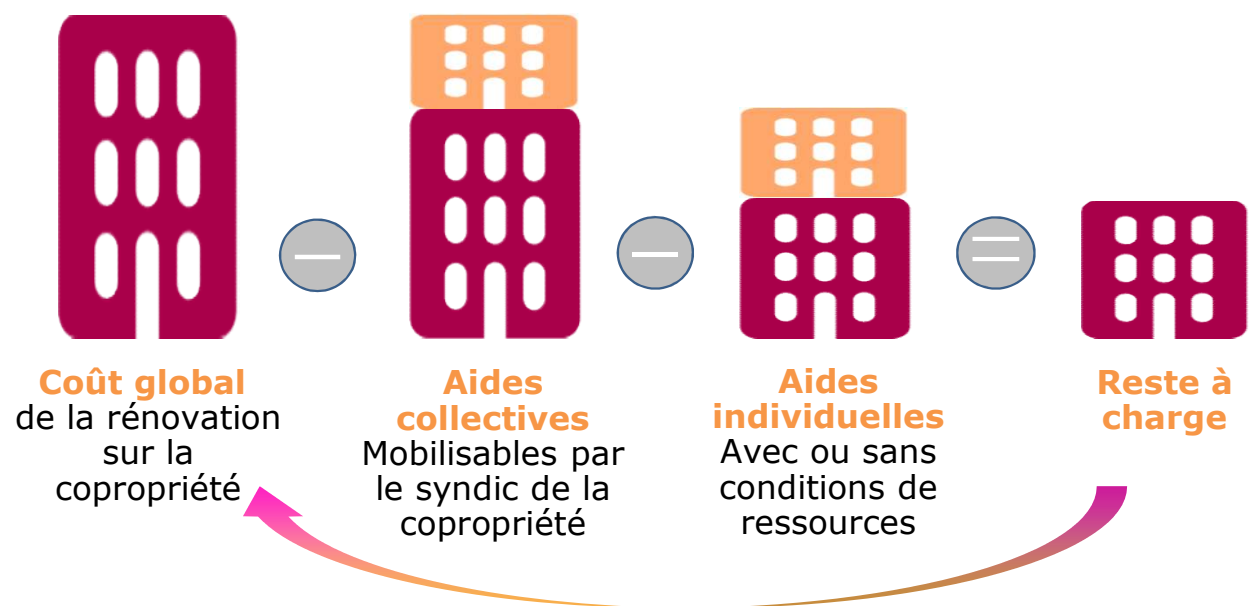 Coût global
de la rénovation
sur la
copropriété
Aides
collectives
Mobilisables par
le syndic de la
copropriété
Aides
individuelles
Avec ou sans
conditions de
ressources
Reste à
charge